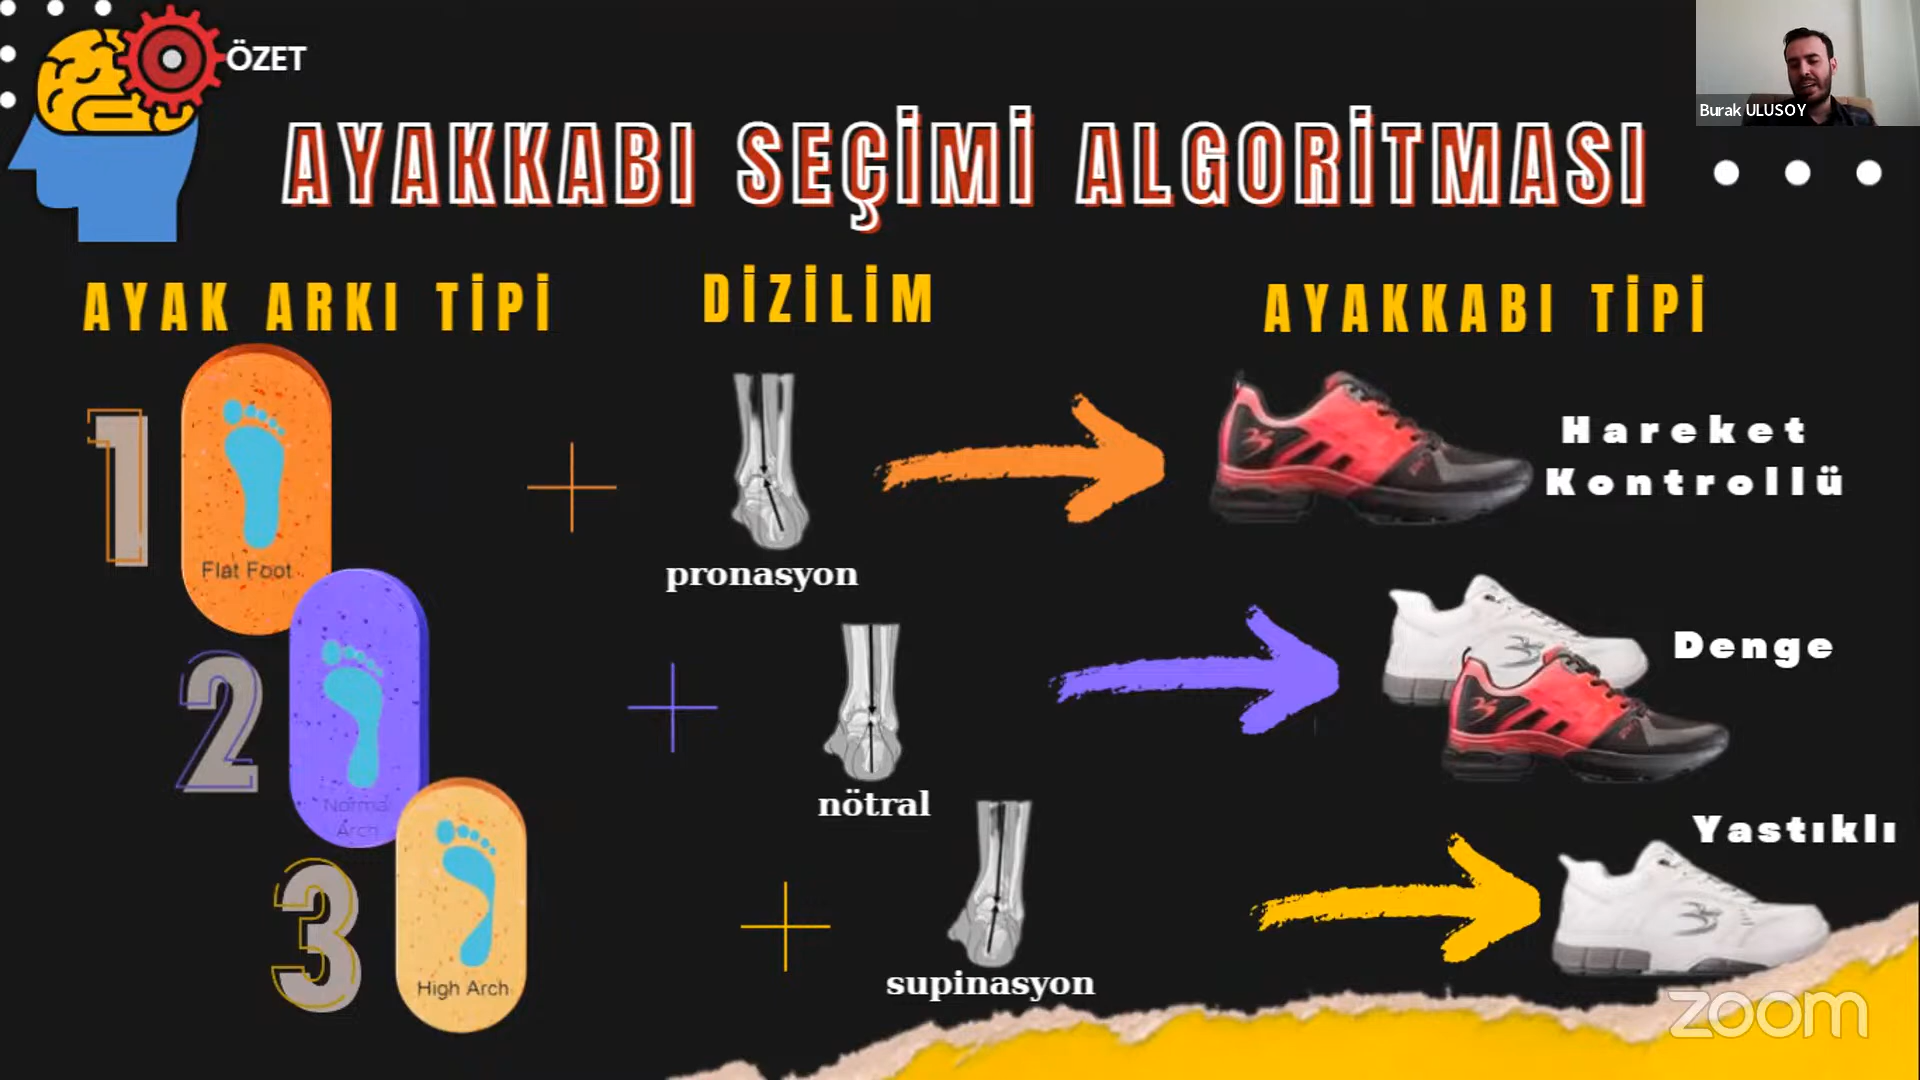 ÖZET
Burak ULUSOY
AYAKKABI SEÇİMİ ALGORİTMASI
AYAK ARKI TİPİ
DİZİLİM
AYAKKABI TİPİ
1
Flat Foot
pronasyon
Hareket
Kontrollü
2
Normal
Arch
nötral
Denge
3
High Arch
supinasyon
Yastıklı
zoom